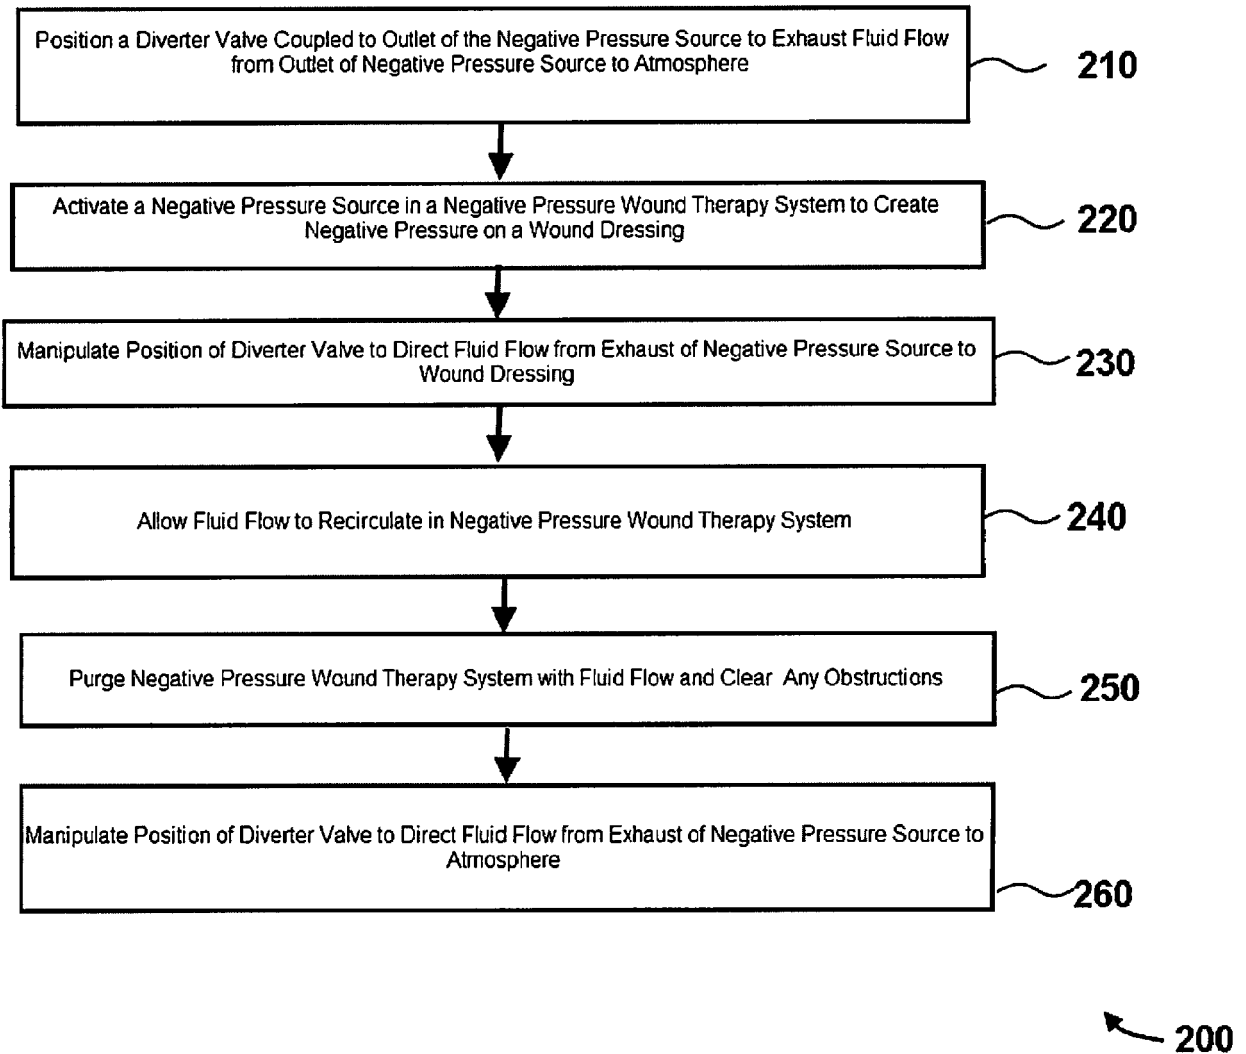 Position a Diverter Valve Coupled to Outlet of the Negative Pressure Source to Exhaust Fluid Flow
from Outlet of Negative Pressure Source to Atmosphere
210
Activate a Negative Pressure Source in a Negative Pressure Wound Therapy System to Create
Negative Pressure on a Wound Dressing
220
Manipulate Position of Diverter Valve to Direct Fluid Flow from Exhaust of Negative Pressure Source to
Wound Dressing
230
Allow Fluid Flow to Recirculate in Negative Pressure Wound Therapy System
240
Purge Negative Pressure Wound Therapy System with Fluid Flow and Clear Any Obstructions
250
Manipulate Position of Diverter Valve to Direct Fluid Flow from Exhaust of Negative Pressure Source to
Atmosphere
260
200